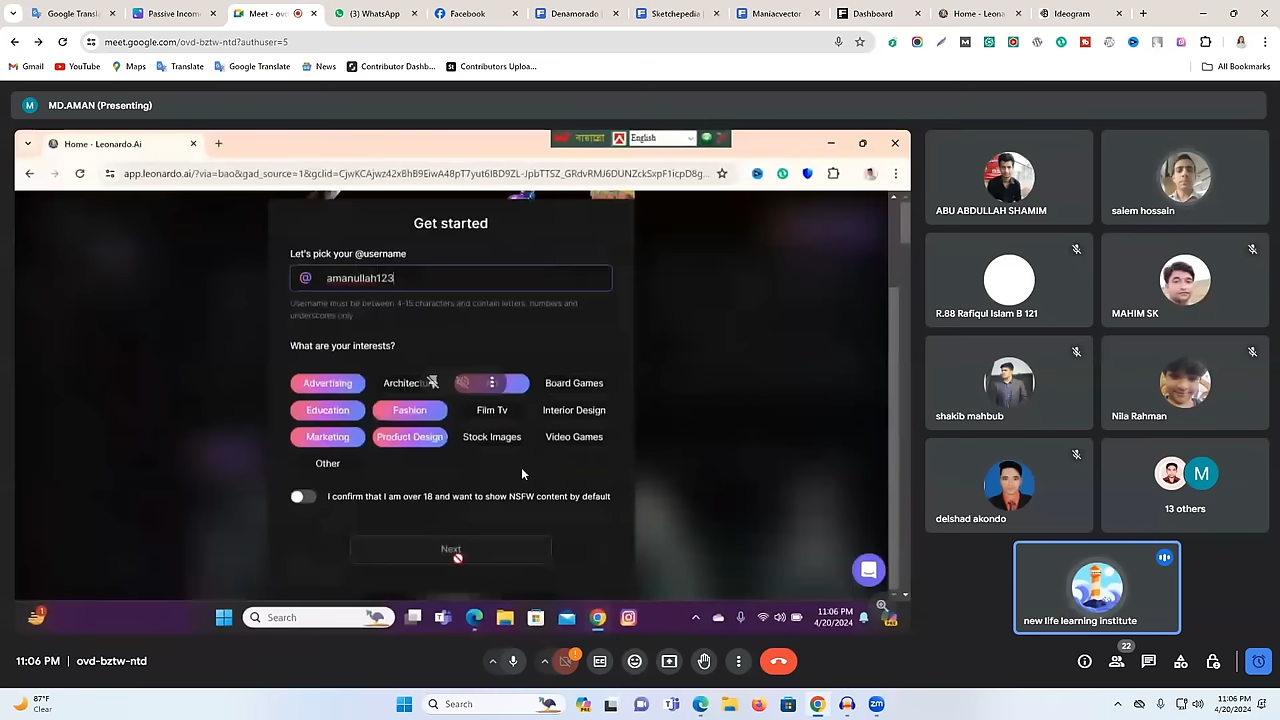 Google Transla
Passive Incom
Meet - ovd-
(3) WhatsApp
Facebook
Demomorado
Sketchepedia
Maniacvector
Dashboard
Home - Leona
Ideogram
meet.google.com/ovd-bztw-ntd?authuser=5
Gmail
YouTube
Maps
Translate
Google Translate
News
Contributor Dashb...
Contributors Uploa...
All Bookmarks
MD.AMAN (Presenting)
Home - Leonardo.Ai
English
app.leonardo.ai/?via=bao&gad_source=1&gclid=CjwKCAjwz42xBhB9EiwA48pT7yut6IBD9ZL-JpbTTSZ_GRdvRMJ6DUNZckSxpF1icpD8g...
Get started
Let's pick your @username
@ amanullah123
Username must be between 4-15 characters and contain letters, numbers and
underscores only
What are your interests?
Advertising
Architectu
Board Games
Education
Fashion
Film Tv
Interior Design
Marketing
Product Design
Stock Images
Video Games
Other
I confirm that I am over 18 and want to show NSFW content by default
Next
Search
11:06 PM
4/20/2024
ABU ABDULLAH SHAMIM
salem hossain
R.88 Rafiqul Islam B 121
MAHIM SK
shakib mahbub
Nila Rahman
delshad akondo
M
13 others
new life learning institute
11:06 PM | ovd-bztw-ntd
22
87°F
Clear
Search
11:06 PM
4/20/2024